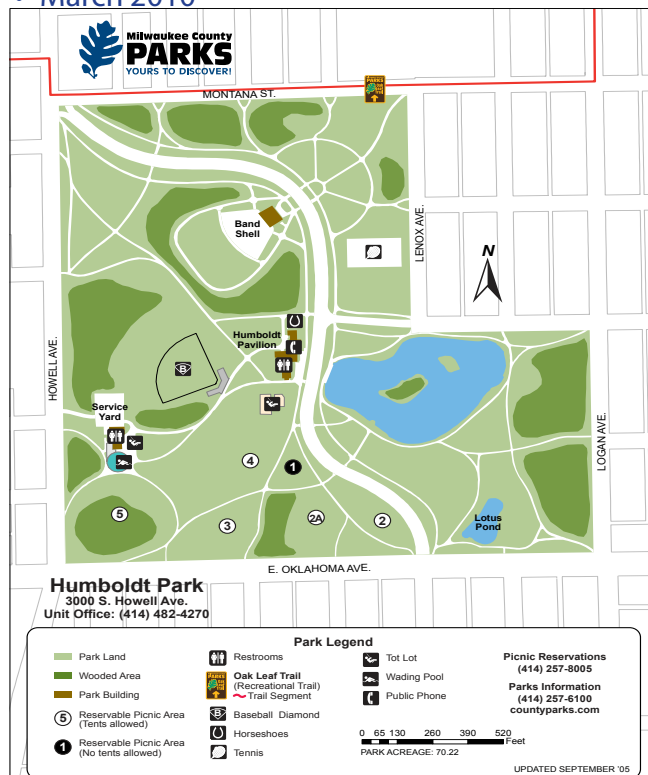 • March 2010
Milwaukee County
PARKS
YOURS TO DISCOVER!
MONTANA ST.
Band
Shell
LENOX AVE.
N
Humboldt
Pavilion
HOWELL AVE.
B
Service
Yard
LOGAN AVE.
4
1
5
3
2A
2
Lotus
Pond
E. OKLAHOMA AVE.
Humboldt Park
3000 S. Howell Ave.
Unit Office: (414) 482-4270
Park Legend
Park Land
Wooded Area
Park Building
5 Reservable Picnic Area
(Tents allowed)
1 Reservable Picnic Area
(No tents allowed)
Restrooms
Oak Leaf Trail
(Recreational Trail)
Trail Segment
B Baseball Diamond
Horseshoes
Tennis
Tot Lot
Wading Pool
Public Phone
0 65 130 260 390 520
Feet
PARK ACREAGE: 70.22
Picnic Reservations
(414) 257-8005
Parks Information
(414) 257-6100
countyparks.com
UPDATED SEPTEMBER '05